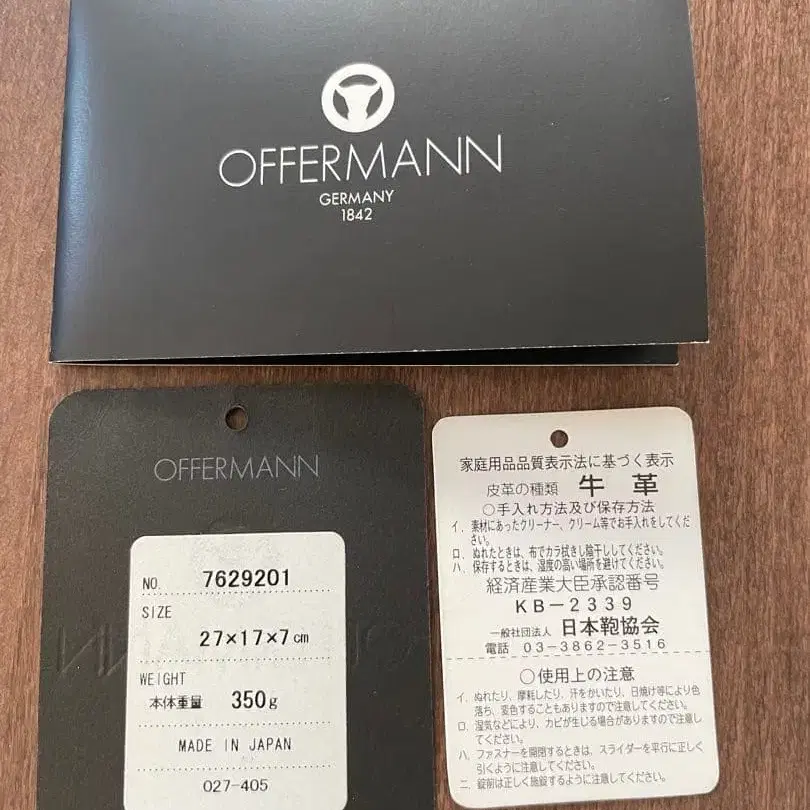 OFFERMANN
GERMANY
1842
OFFERMANN
NO. 7629201
SIZE
27×17×7cm
WEIGHT
本体重量 350g
MADE IN JAPAN
027-405
家庭用品品質表示法に基づく表示
皮革の種類 牛革
○手入れ方法及び保存方法
イ. 素材にあったクリーナー、クリーム等でお手入れをしてくだ
さい。
ロ. ぬれたときは、布でカラ拭きし陰干ししてください。
ハ. 保存するときは、湿度の高い場所を避けてください。
経済産業大臣承認番号
KB-2339
一般社団法人 日本鞄協会
電話 03-3862-3516
○使用上の注意
イ. ぬれたり、摩耗したり、汗をかいたり、日焼け等により色
落ち、変色することもありますので注意してください。
ロ. 湿気などにより、カビが生じる場合がありますので注意し
てください。
ハ. ファスナーを開閉するときは、スライダーを平行に正しく
引くように注意してください。
ニ. 錠前は正しく施錠するように注意してください。